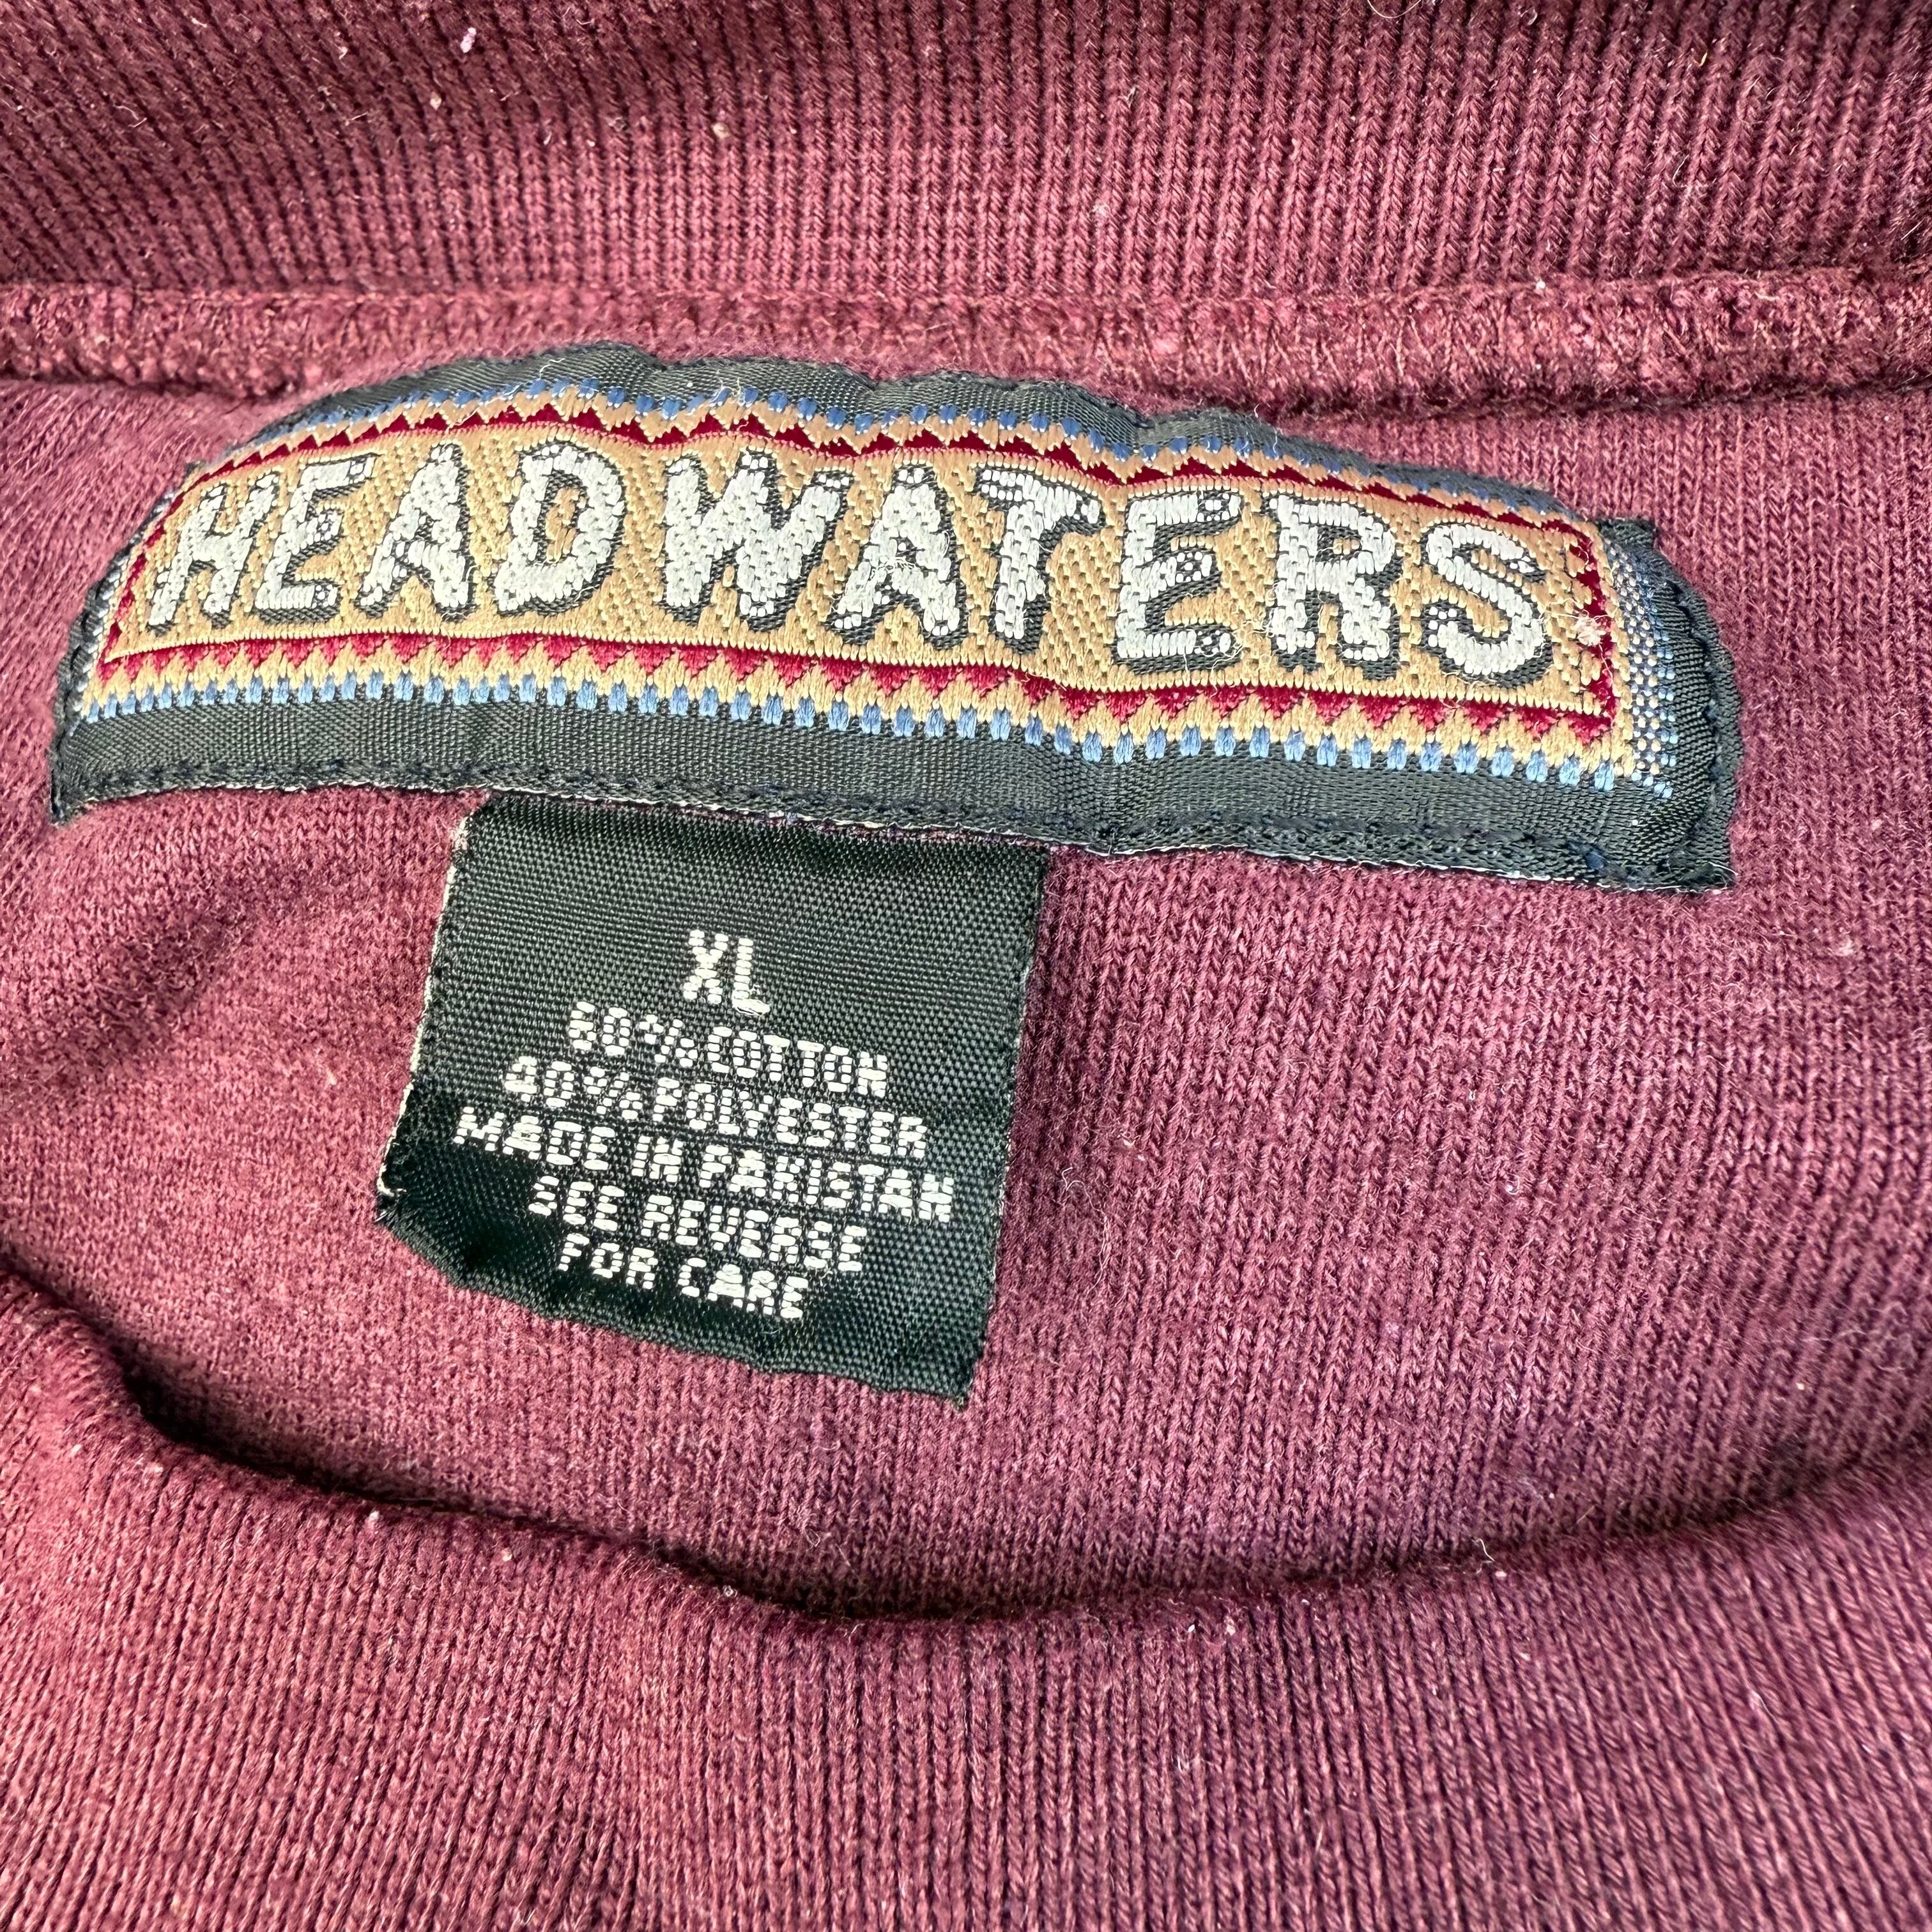 HEADWATERS
XL
60% COTTON
40% POLYESTER
MADE IN PAKISTAN
SEE REVERSE
FOR CARE